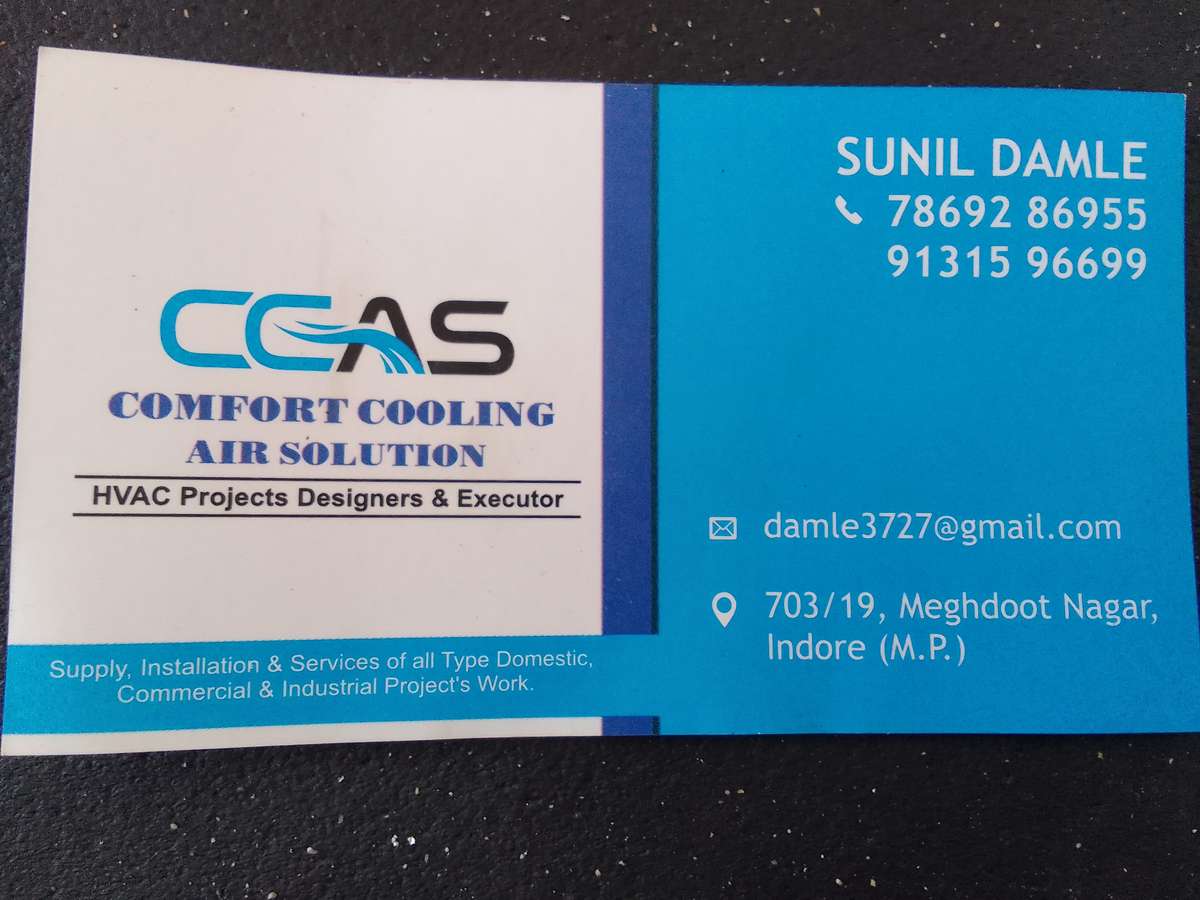 CCAS
COMFORT COOLING
AIR SOLUTION
HVAC Projects Designers & Executor
Supply, Installation & Services of all Type Domestic,
Commercial & Industrial Project's Work.
SUNIL DAMLE
78692 86955
91315 96699
damle3727@gmail.com
703/19, Meghdoot Nagar,
Indore (M.P.)